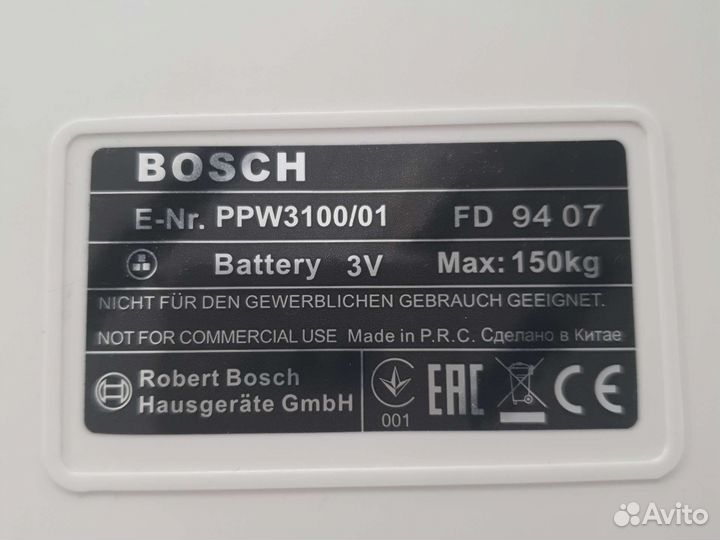 BOSCH
E-Nr. PPW3100/01 FD 94 07
Battery 3V Max: 150kg
NICHT FÜR DEN GEWERBLICHEN GEBRAUCH GEEIGNET.
NOT FOR COMMERCIAL USE Made in P.R.C. Сделано в Китае
Robert Bosch
Hausgeräte GmbH
001
EAC
CE
Avito